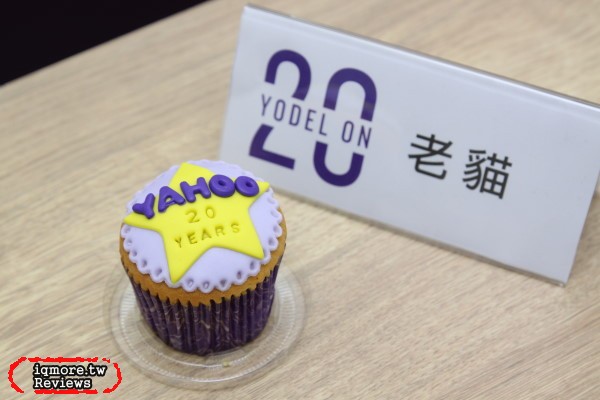 20
YODEL ON
老貓
YAHOO
20
YEARS
iqmore.tw
Reviews